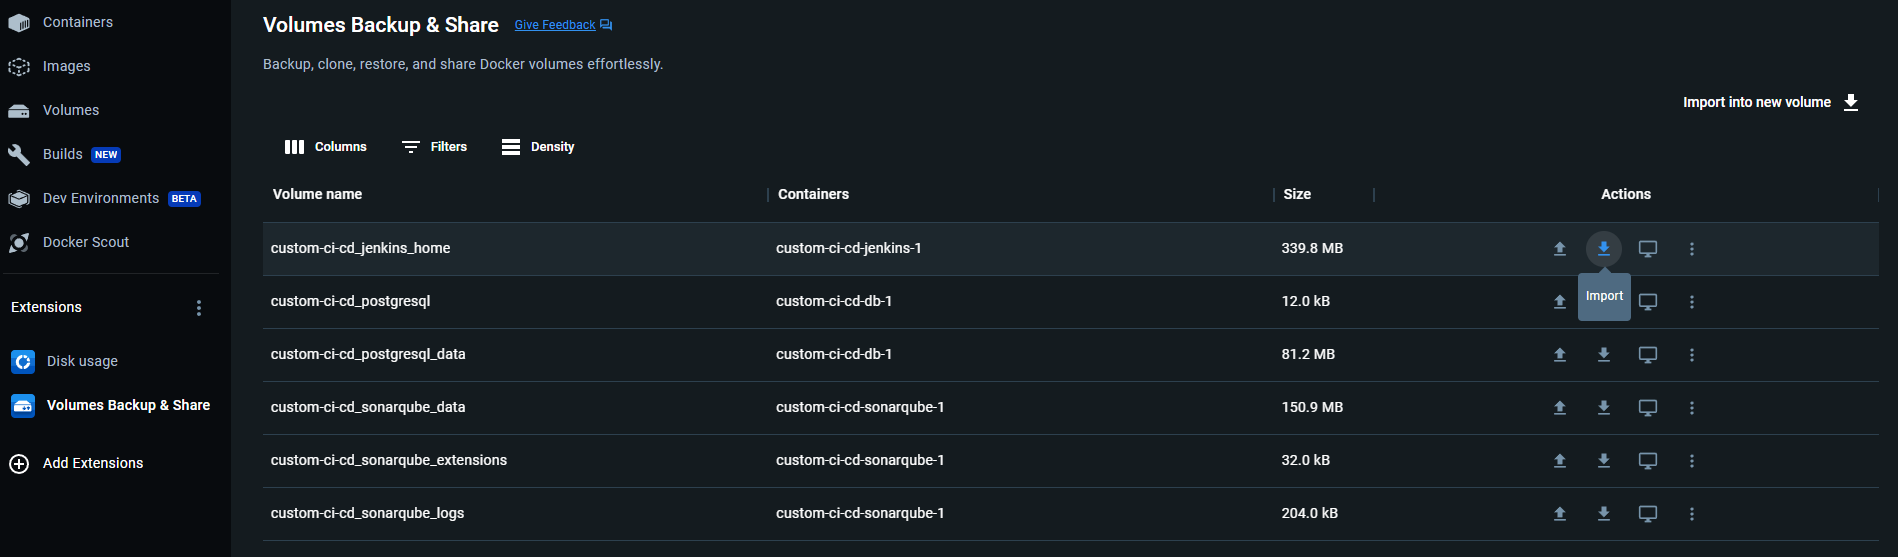 Containers
Images
Volumes
Builds NEW
Dev Environments BETA
Docker Scout
Extensions
Disk usage
Volumes Backup & Share
Add Extensions
Volumes Backup & Share Give Feedback
Backup, clone, restore, and share Docker volumes effortlessly.
Import into new volume
Columns Filters Density
Volume name Containers Size Actions
custom-ci-cd_jenkins_home custom-ci-cd-jenkins-1 339.8 MB
Import
custom-ci-cd_postgresql custom-ci-cd-db-1 12.0 kB
custom-ci-cd_postgresql_data custom-ci-cd-db-1 81.2 MB
custom-ci-cd_sonarqube_data custom-ci-cd-sonarqube-1 150.9 MB
custom-ci-cd_sonarqube_extensions custom-ci-cd-sonarqube-1 32.0 kB
custom-ci-cd_sonarqube_logs custom-ci-cd-sonarqube-1 204.0 kB